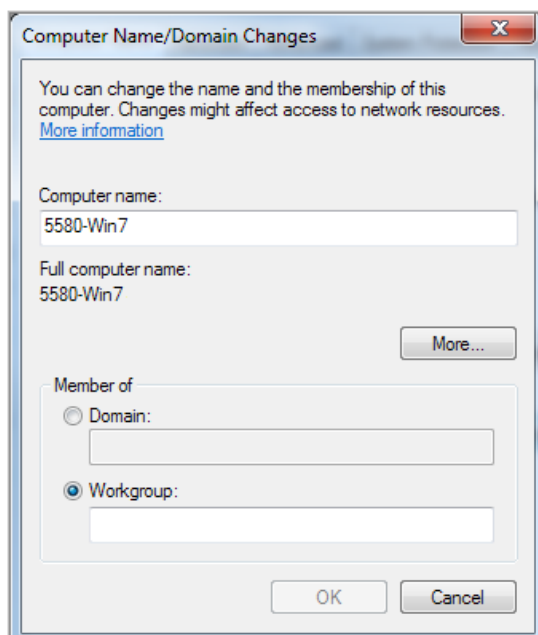 Computer Name/Domain Changes
You can change the name and the membership of this
computer. Changes might affect access to network resources.
More information
Computer name:
5580-Win7
Full computer name:
5580-Win7
More...
Member of
Domain:
Workgroup:
OK
Cancel